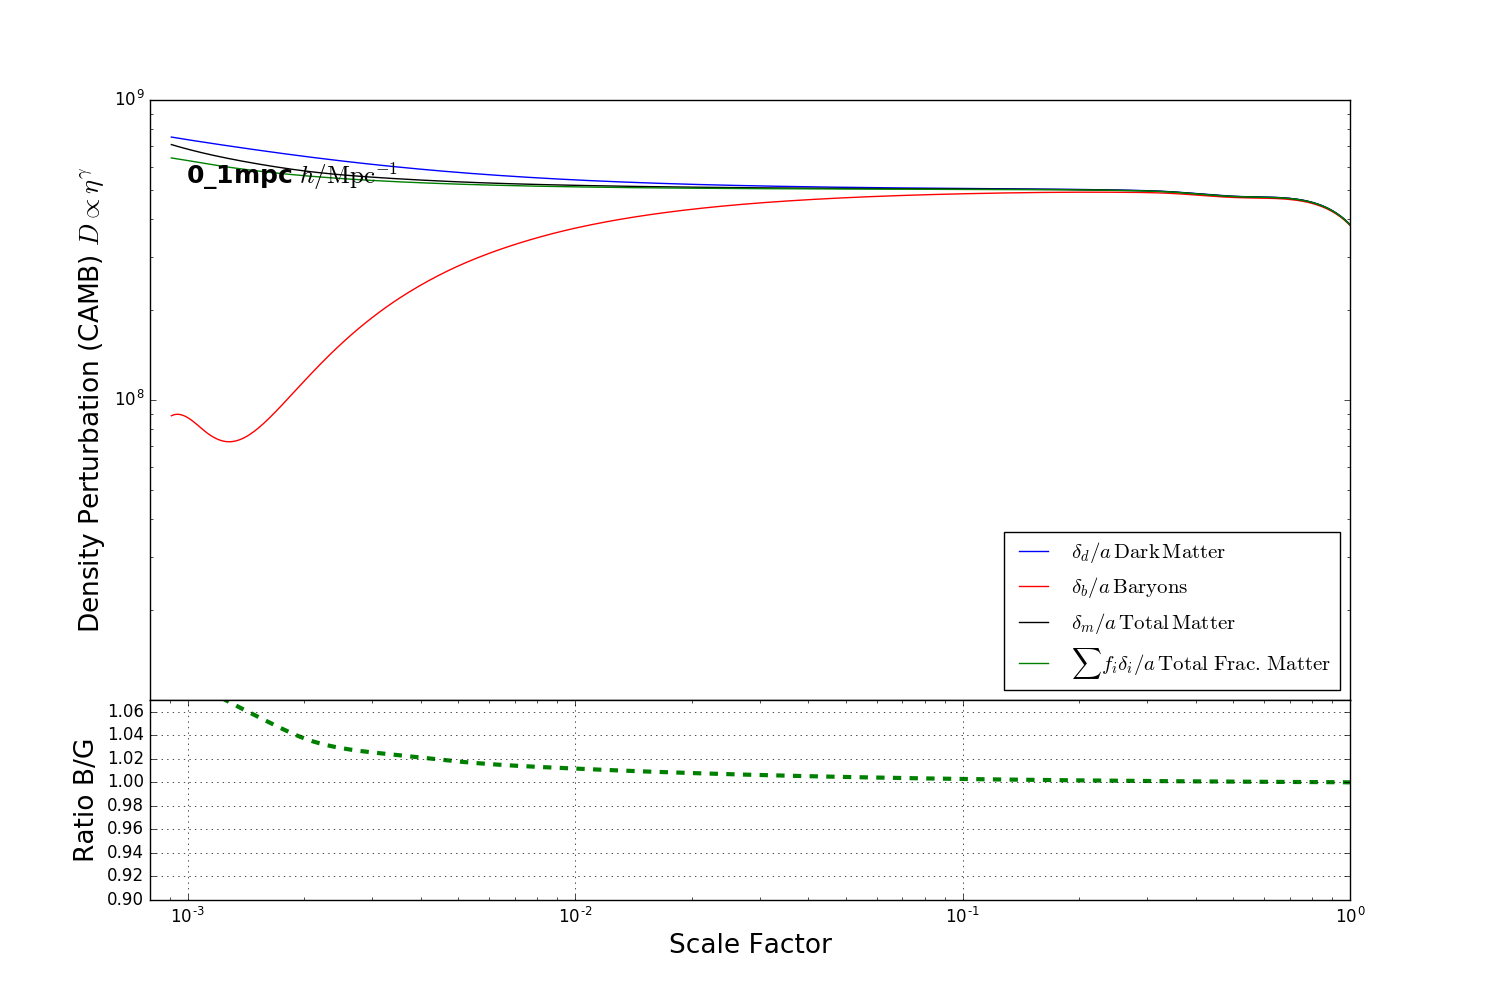 Density Perturbation (CAMB) D ∝ η^γ
10^9
10^8
0_1mpc h/Mpc^−1
δ_d/a Dark Matter
δ_b/a Baryons
δ_m/a Total Matter
∑ f_iδ_i/a Total Frac. Matter
Ratio B/G
1.06
1.04
1.02
1.00
0.98
0.96
0.94
0.92
0.90
10^-3 10^-2 10^-1 10^0
Scale Factor